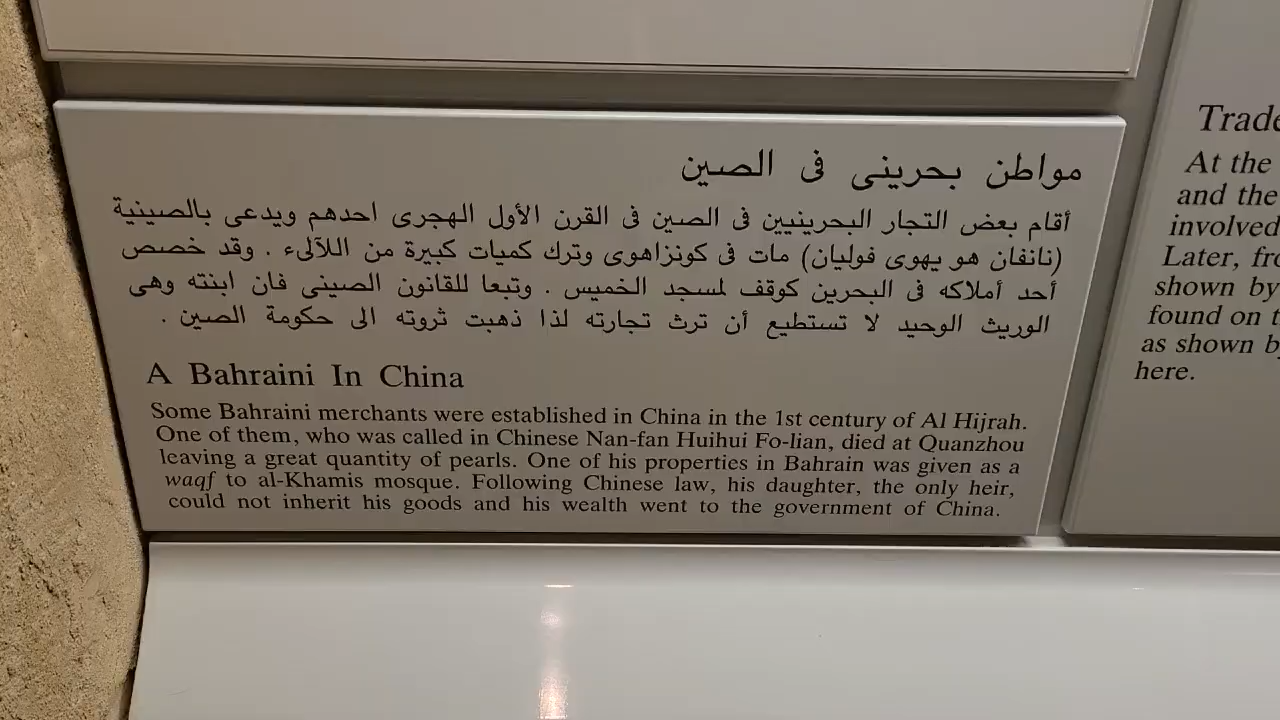 مواطن بحرينى فى الصين
أقام بعض التجار البحرينيين فى الصين فى القرن الأول الهجرى احدهم ويدعى بالصينية
(نانفان هو يهوى فوليان) مات فى كونزاهوى وترك كميات كبيرة من اللآلىء . وقد خصص
أحد أملاكه فى البحرين كوقف لمسجد الخميس . وتبعا للقانون الصينى فان ابنته وهى
الوريث الوحيد لا تستطيع أن ترث تجارته لذا ذهبت ثروته الى حكومة الصين .
A Bahraini In China
Some Bahraini merchants were established in China in the 1st century of Al Hijrah.
One of them, who was called in Chinese Nan-fan Huihui Fo-lian, died at Quanzhou
leaving a great quantity of pearls. One of his properties in Bahrain was given as a
waqf to al-Khamis mosque. Following Chinese law, his daughter, the only heir,
could not inherit his goods and his wealth went to the government of China.
Trade
At the
and the
involved
Later, fro
shown by
found on t
as shown b
here.